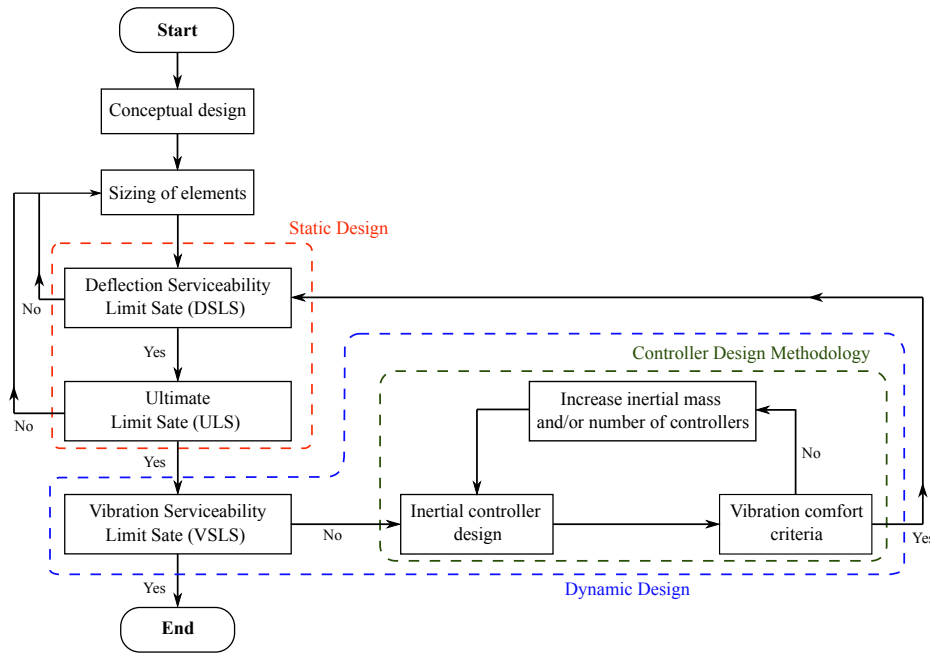 Start
Conceptual design
Sizing of elements
Static Design
Deflection Serviceability
Limit Sate (DSLS)
No
Yes
Controller Design Methodology
Ultimate
Limit Sate (ULS)
No
Increase inertial mass
and/or number of controllers
Yes
No
Vibration Serviceability
Limit Sate (VSLS)
No
Inertial controller
design
Vibration comfort
criteria
Yes
Yes
Dynamic Design
End